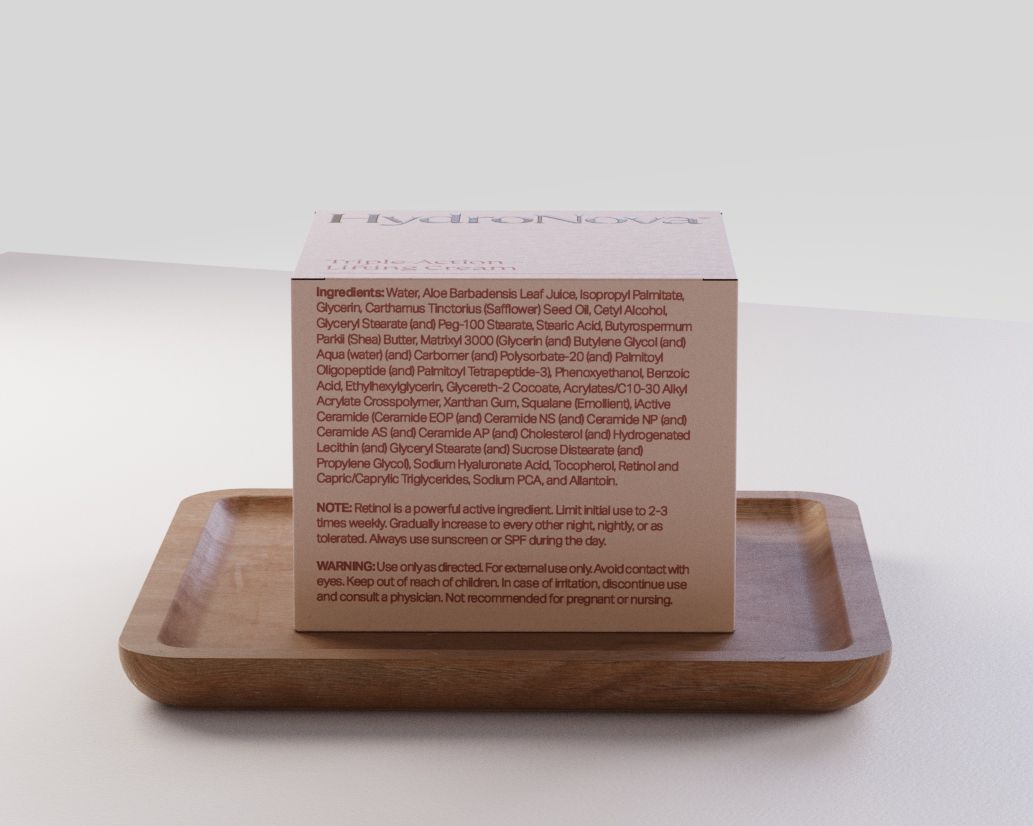 HydroNova
Triple-Action
Lifting Cream
Ingredients: Water, Aloe Barbadensis Leaf Juice, Isopropyl Palmitate,
Glycerin, Carthamus Tinctorius (Safflower) Seed Oil, Cetyl Alcohol,
Glyceryl Stearate (and) Peg-100 Stearate, Stearic Acid, Butyrospermum
Parkii (Shea) Butter, Matrixyl 3000 (Glycerin (and) Butylene Glycol (and)
Aqua (water) (and) Carbomer (and) Polysorbate-20 (and) Palmitoyl
Oligopeptide (and) Palmitoyl Tetrapeptide-3), Phenoxyethanol, Benzoic
Acid, Ethylhexylglycerin, Glycereth-2 Cocoate, Acrylates/C10-30 Alkyl
Acrylate Crosspolymer, Xanthan Gum, Squalane (Emollient), iActive
Ceramide (Ceramide EOP (and) Ceramide NS (and) Ceramide NP (and)
Ceramide AS (and) Ceramide AP (and) Cholesterol (and) Hydrogenated
Lecithin (and) Glyceryl Stearate (and) Sucrose Distearate (and)
Propylene Glycol), Sodium Hyaluronate Acid, Tocopherol, Retinol and
Capric/Caprylic Triglycerides, Sodium PCA, and Allantoin.
NOTE: Retinol is a powerful active ingredient. Limit initial use to 2-3
times weekly. Gradually increase to every other night, nightly, or as
tolerated. Always use sunscreen or SPF during the day.
WARNING: Use only as directed. For external use only. Avoid contact with
eyes. Keep out of reach of children. In case of irritation, discontinue use
and consult a physician. Not recommended for pregnant or nursing.